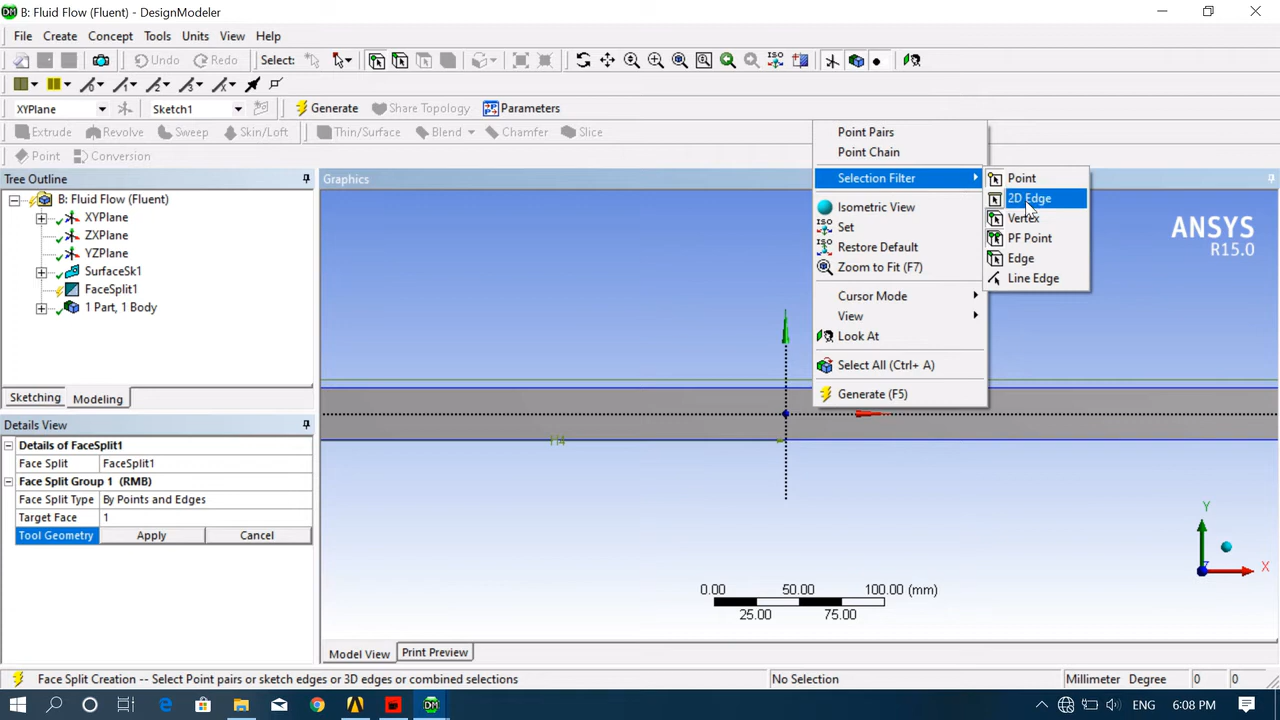 B: Fluid Flow (Fluent) - DesignModeler
File Create Concept Tools Units View Help
Undo Redo Select:
XYPlane Sketch1 Generate Share Topology Parameters
Extrude Revolve Sweep Skin/Loft Thin/Surface Blend Chamfer Slice
Point Conversion
Tree Outline
B: Fluid Flow (Fluent)
XYPlane
ZXPlane
YZPlane
SurfaceSk1
FaceSplit1
1 Part, 1 Body
Sketching Modeling
Details View
Details of FaceSplit1
Face Split FaceSplit1
Face Split Group 1 (RMB)
Face Split Type By Points and Edges
Target Face 1
Tool Geometry Apply Cancel
Graphics
Point Pairs
Point Chain
Selection Filter
Isometric View
ISO Set
ISO Restore Default
Zoom to Fit (F7)
Cursor Mode
View
Look At
Select All (Ctrl+ A)
Generate (F5)
Point
2D Edge
Vertex
PF Point
Edge
Line Edge
ANSYS
R15.0
Y
X
Z
0.00 50.00 100.00 (mm)
25.00 75.00
Model View Print Preview
Face Split Creation -- Select Point pairs or sketch edges or 3D edges or combined selections No Selection Millimeter Degree 0 0
ENG 6:08 PM